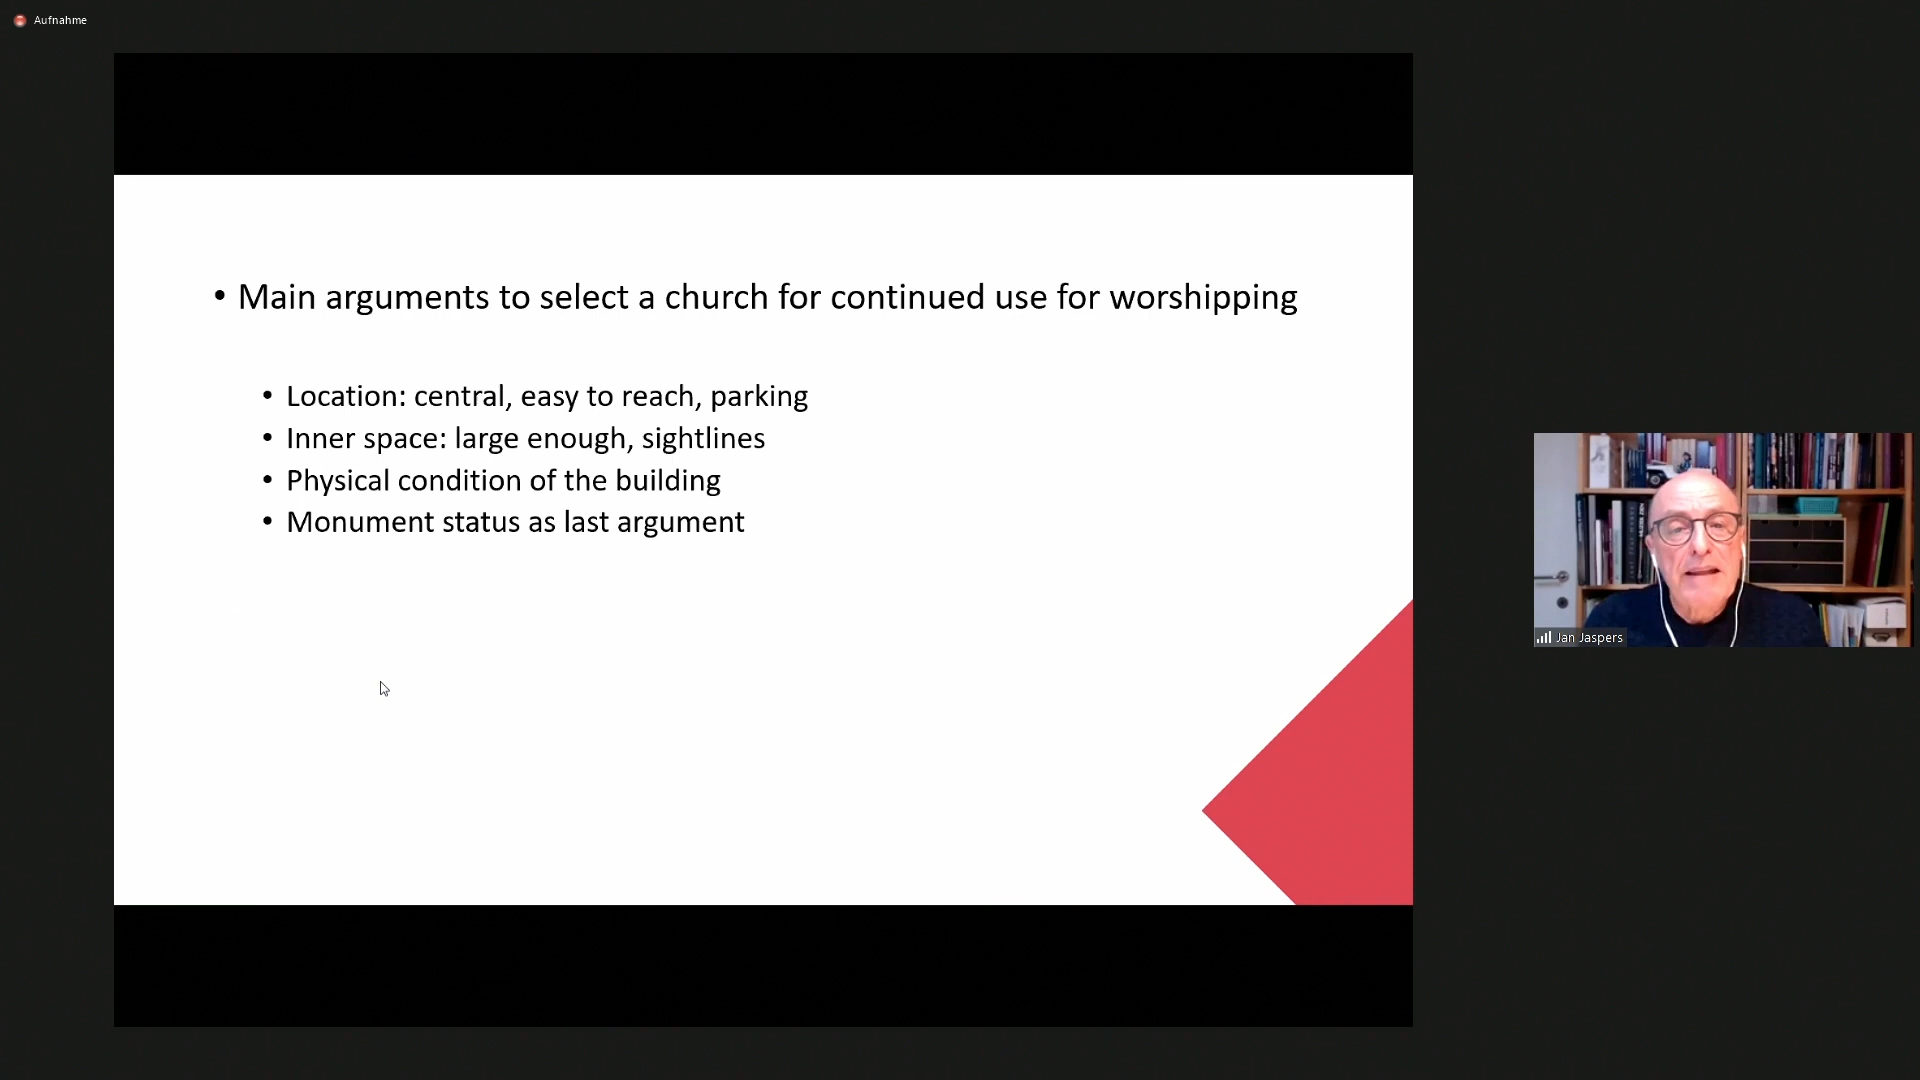 Aufnahme
• Main arguments to select a church for continued use for worshipping
• Location: central, easy to reach, parking
• Inner space: large enough, sightlines
• Physical condition of the building
• Monument status as last argument
Jan Jaspers